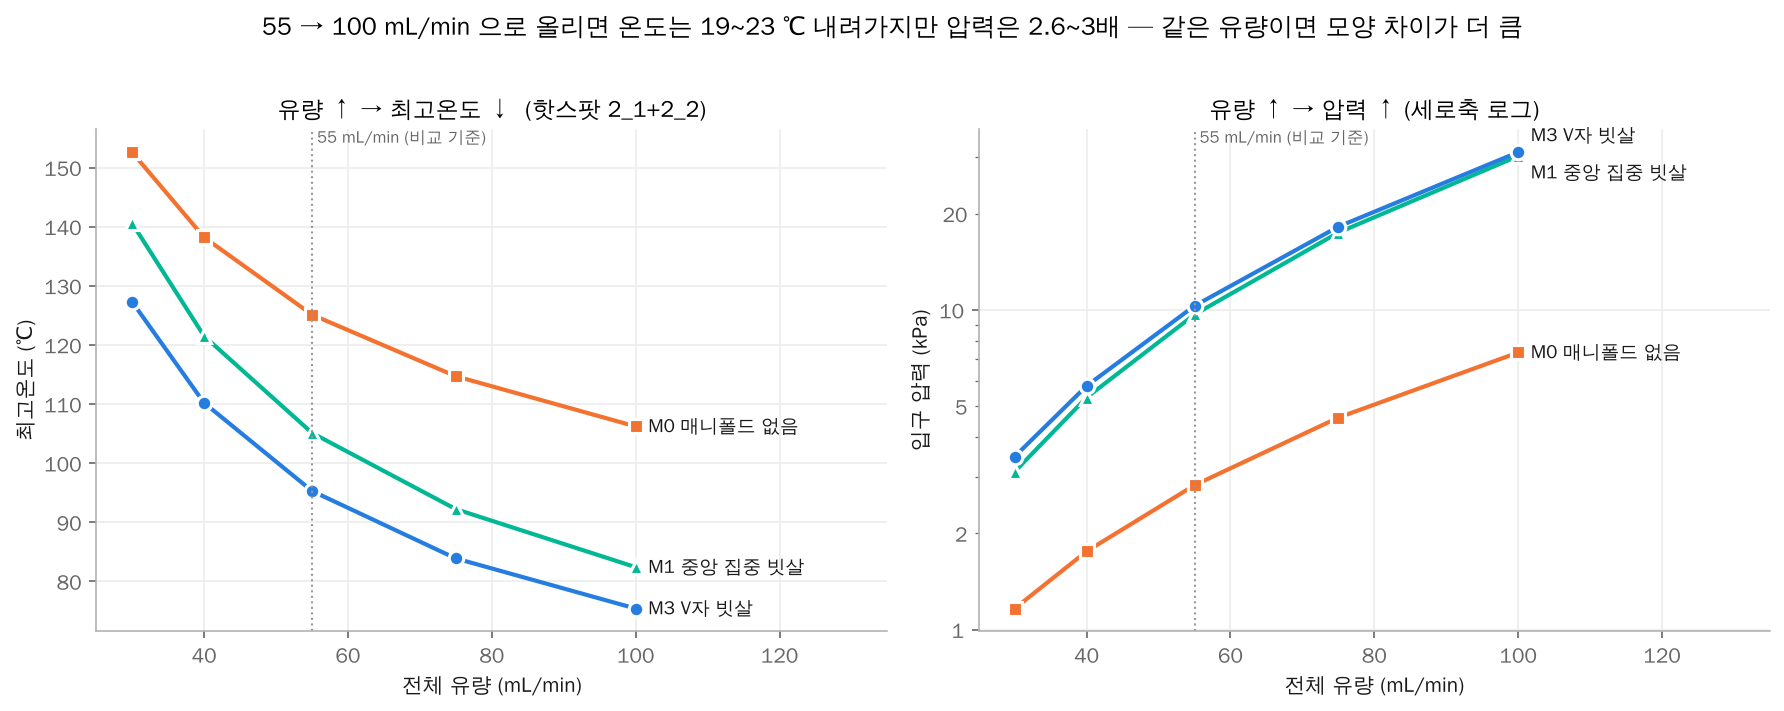 55 → 100 mL/min 으로 올리면 온도는 19~23 ℃ 내려가지만 압력은 2.6~3배 — 같은 유량이면 모양 차이가 더 큼
유량 ↑ → 최고온도 ↓ (핫스팟 2_1+2_2)
55 mL/min (비교 기준)
150
140
130
120
110
100
90
80
최고온도 (℃)
M0 매니폴드 없음
M1 중앙 집중 빗살
M3 V자 빗살
40 60 80 100 120
전체 유량 (mL/min)
유량 ↑ → 압력 ↑ (세로축 로그)
55 mL/min (비교 기준)
M3 V자 빗살
M1 중앙 집중 빗살
M0 매니폴드 없음
20
10
5
2
1
입구 압력 (kPa)
40 60 80 100 120
전체 유량 (mL/min)